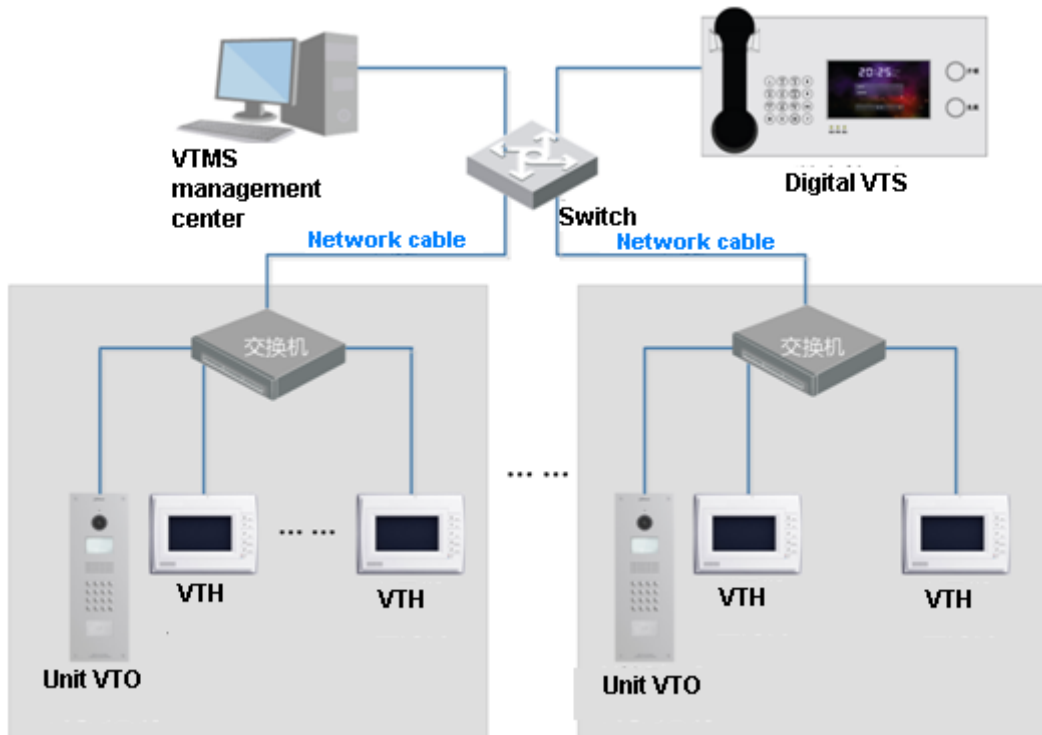 20:25
VTMS
management
center
Digital VTS
Switch
Network cable
Network cable
交换机
交换机
... ...
... ...
VTH
VTH
VTH
VTH
Unit VTO
Unit VTO